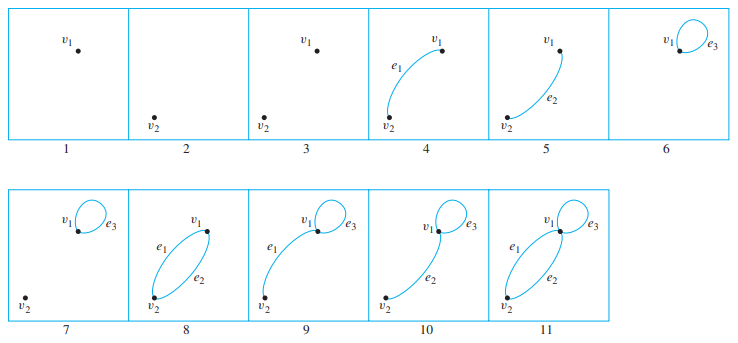 v1 v1 v1 v1 v1 e3
e1
e2
v2 v2 v2 v2
1 2 3 4 5 6
v1 e3 v1 v1 e3 v1 e3 v1 e3
e1 e1 e1
e2 e2 e2
v2 v2 v2 v2 v2
7 8 9 10 11